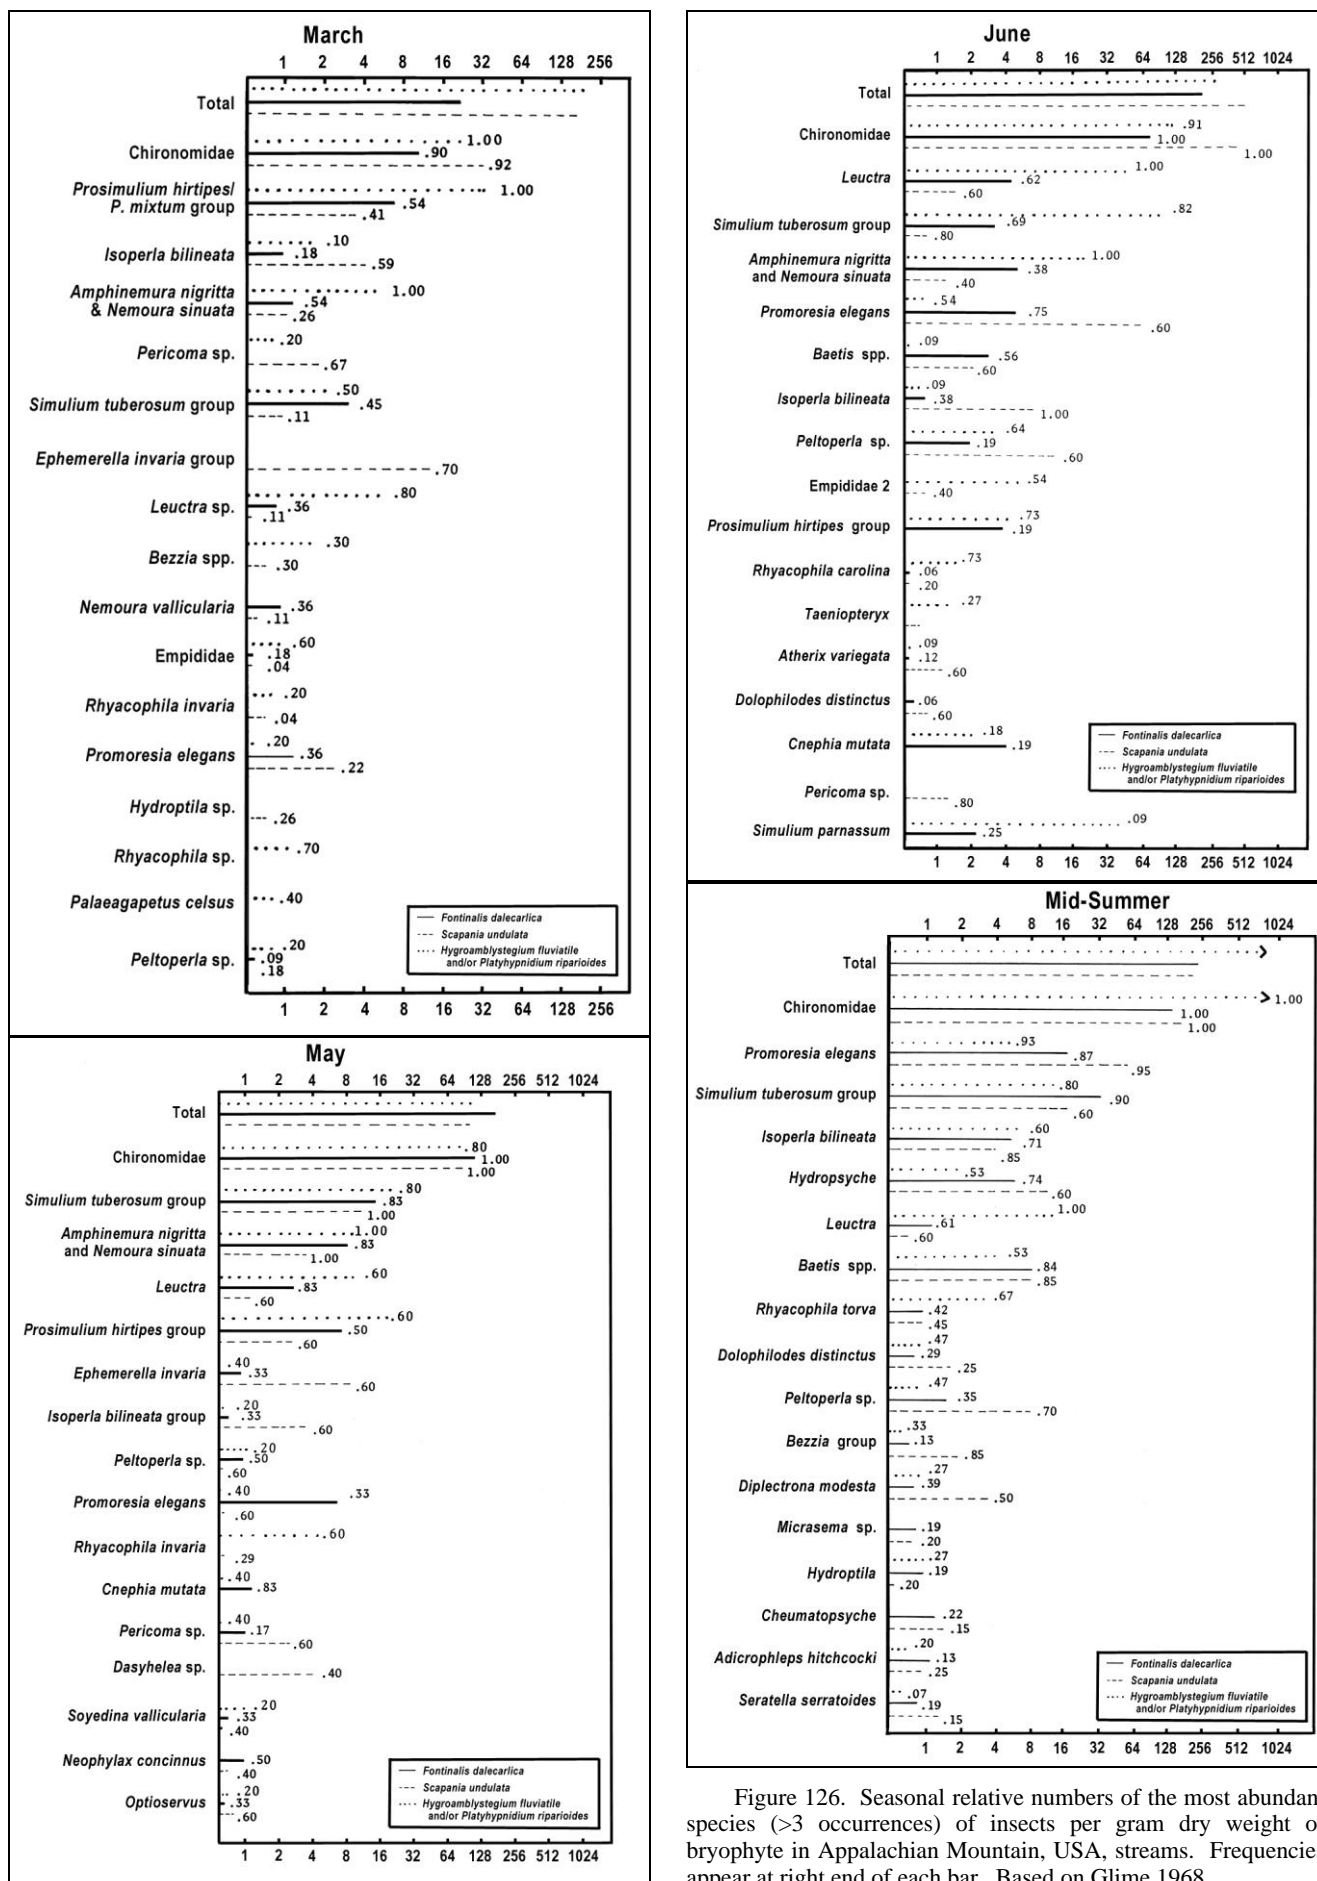 March
1 2 4 8 16 32 64 128 256
Total
Chironomidae
1.00
.90
.92
Prosimulium hirtipes/
P. mixtum group
1.00
.54
.41
Isoperla bilineata
.10
.18
.59
Amphinemura nigritta
& Nemoura sinuata
1.00
.54
.26
Pericoma sp.
.20
.67
Simulium tuberosum group
.50
.45
.11
Ephemerella invaria group
.70
Leuctra sp.
.80
.36
.11
Bezzia spp.
.30
.30
Nemoura vallicularia
.36
.11
Empididae
.60
.18
.04
Rhyacophila invaria
.20
.04
Promoresia elegans
.20
.36
.22
Hydroptila sp.
.26
Rhyacophila sp.
.70
Palaeagapetus celsus
.40
Peltoperla sp.
.20
.09
.18
Fontinalis dalecarlica
Scapania undulata
Hygroamblystegium fluviatile
and/or Platyhypnidium riparioides
1 2 4 8 16 32 64 128 256
May
1 2 4 8 16 32 64 128 256 512 1024
Total
Chironomidae
.80
1.00
1.00
Simulium tuberosum group
.80
.83
1.00
Amphinemura nigritta
and Nemoura sinuata
1.00
.83
1.00
Leuctra
.60
.83
.60
Prosimulium hirtipes group
.60
.50
.60
Ephemerella invaria
.40
.33
.60
Isoperla bilineata group
.20
.33
.60
Peltoperla sp.
.20
.50
.60
Promoresia elegans
.40
.33
.60
Rhyacophila invaria
.60
.29
Cnephia mutata
.40
.83
Pericoma sp.
.40
.17
.60
Dasyhelea sp.
.40
Soyedina vallicularia
.20
.33
.40
Neophylax concinnus
.50
.40
Optioservus
.20
.33
.60
Fontinalis dalecarlica
Scapania undulata
Hygroamblystegium fluviatile
and/or Platyhypnidium riparioides
1 2 4 8 16 32 64 128 256 512 1024
June
1 2 4 8 16 32 64 128 256 512 1024
Total
Chironomidae
.91
1.00
1.00
Leuctra
1.00
.62
.60
Simulium tuberosum group
.82
.69
.80
Amphinemura nigritta
and Nemoura sinuata
1.00
.38
.40
Promoresia elegans
.54
.75
.60
Baetis spp.
.09
.56
.60
Isoperla bilineata
.09
.38
1.00
Peltoperla sp.
.64
.19
.60
Empididae 2
.54
.40
Prosimulium hirtipes group
.73
.19
Rhyacophila carolina
.73
.06
.20
Taeniopteryx
.27
Atherix variegata
.09
.12
.60
Dolophilodes distinctus
.06
.60
Cnephia mutata
.18
.19
Pericoma sp.
.80
Simulium parnassum
.09
.25
Fontinalis dalecarlica
Scapania undulata
Hygroamblystegium fluviatile
and/or Platyhypnidium riparioides
1 2 4 8 16 32 64 128 256 512 1024
Mid-Summer
1 2 4 8 16 32 64 128 256 512 1024
Total
Chironomidae
1.00
1.00
1.00
Promoresia elegans
.93
.87
.95
Simulium tuberosum group
.80
.90
.60
Isoperla bilineata
.60
.71
.85
Hydropsyche
.53
.74
.60
Leuctra
1.00
.61
.60
Baetis spp.
.53
.84
.85
Rhyacophila torva
.67
.42
.45
Dolophilodes distinctus
.47
.29
.25
Peltoperla sp.
.47
.35
.70
Bezzia group
.33
.13
.85
Diplectrona modesta
.27
.39
.50
Micrasema sp.
.19
.20
Hydroptila
.27
.19
.20
Cheumatopsyche
.22
.15
Adicrophleps hitchcocki
.20
.13
.25
Seratella serratoides
.07
.19
.15
Fontinalis dalecarlica
Scapania undulata
Hygroamblystegium fluviatile
and/or Platyhypnidium riparioides
1 2 4 8 16 32 64 128 256 512 1024
Figure 126. Seasonal relative numbers of the most abundan
species (>3 occurrences) of insects per gram dry weight o
bryophyte in Appalachian Mountain, USA, streams. Frequencie
appear at right end of each bar. Based on Glime 1968